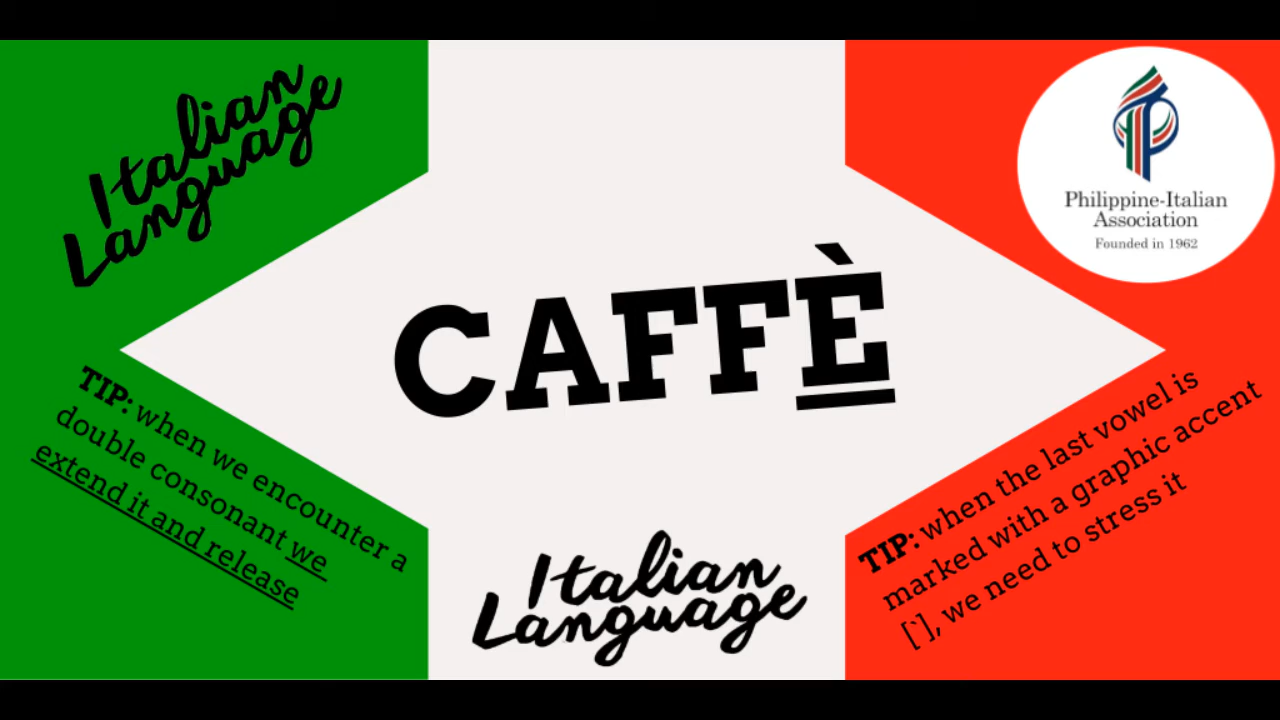 Italian
Language
Philippine-Italian
Association
Founded in 1962
CAFFÈ
TIP: when we encounter a
double consonant we
extend it and release
TIP: when the last vowel is
marked with a graphic accent
[`], we need to stress it
Italian
Language